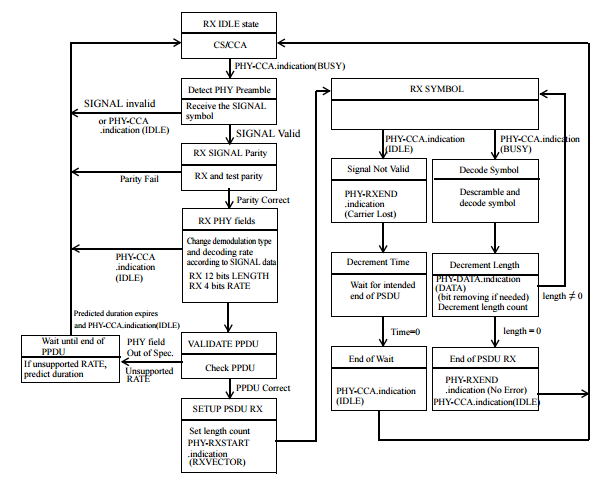 RX IDLE state
CS/CCA
PHY-CCA.indication(BUSY)
Detect PHY Preamble
Receive the SIGNAL
symbol
SIGNAL invalid
or PHY-CCA
.indication (IDLE)
SIGNAL Valid
RX SIGNAL Parity
RX and test parity
Parity Fail
Parity Correct
RX PHY fields
Change demodulation type
and decoding rate
according to SIGNAL data
RX 12 bits LENGTH
RX 4 bits RATE
PHY-CCA
.indication
(IDLE)
Predicted duration expires
and PHY-CCA.indication(IDLE)
Wait until end of
PPDU
If unsupported RATE,
predict duration
PHY field
Out of Spec.
Unsupported
RATE
VALIDATE PPDU
Check PPDU
PPDU Correct
SETUP PSDU RX
Set length count
PHY-RXSTART
.indication
(RXVECTOR)
RX SYMBOL
PHY-CCA.indication
(IDLE)
PHY-CCA.indication
(BUSY)
Signal Not Valid
PHY-RXEND
.indication
(Carrier Lost)
Decode Symbol
Descramble and
decode symbol
Decrement Time
Wait for intended
end of PSDU
Decrement Length
PHY-DATA.indication
(DATA)
(bit removing if needed)
Decrement length count
length ≠ 0
Time=0
length = 0
End of Wait
PHY-CCA.indication
(IDLE)
End of PSDU RX
PHY-RXEND
.indication (No Error)
PHY-CCA.indication(IDLE)